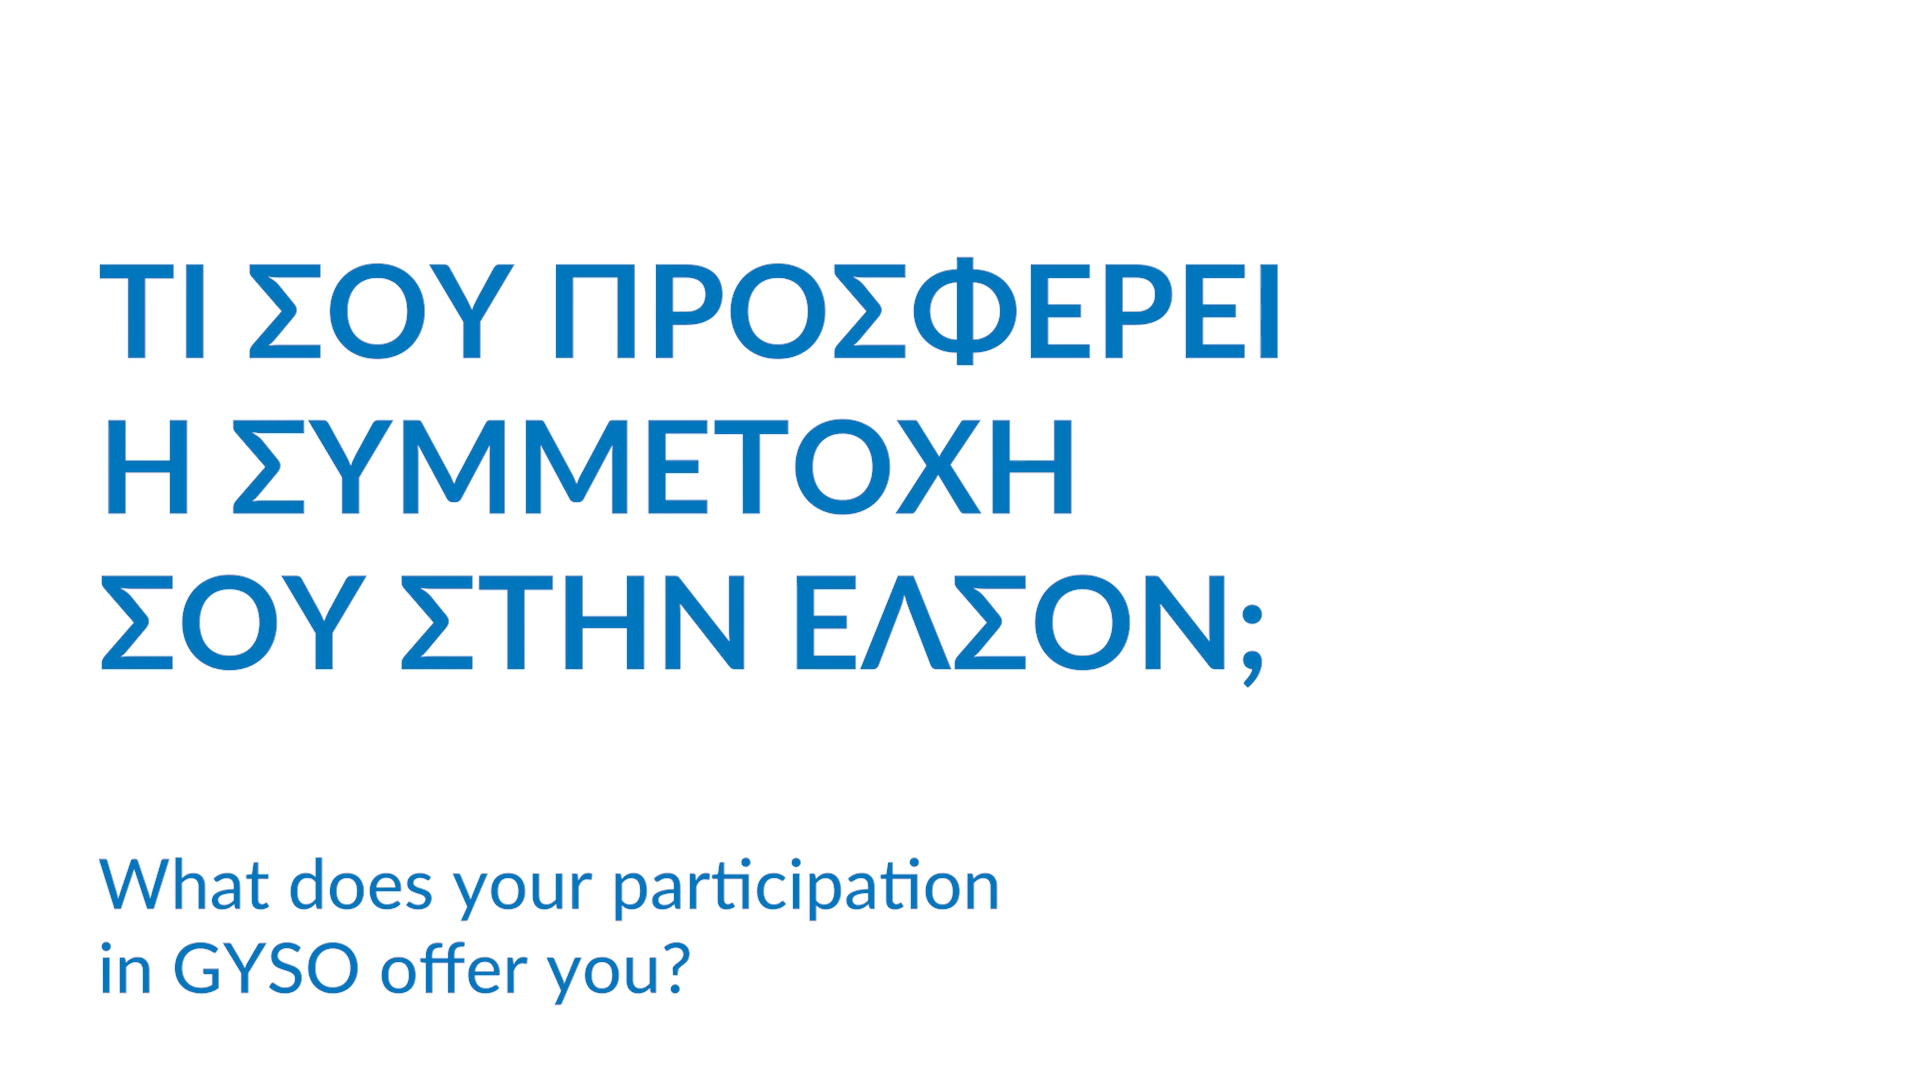 ΤΙ ΣΟΥ ΠΡΟΣΦΕΡΕΙ
Η ΣΥΜΜΕΤΟΧΗ
ΣΟΥ ΣΤΗΝ ΕΛΣΟΝ;
What does your participation
in GYSO offer you?